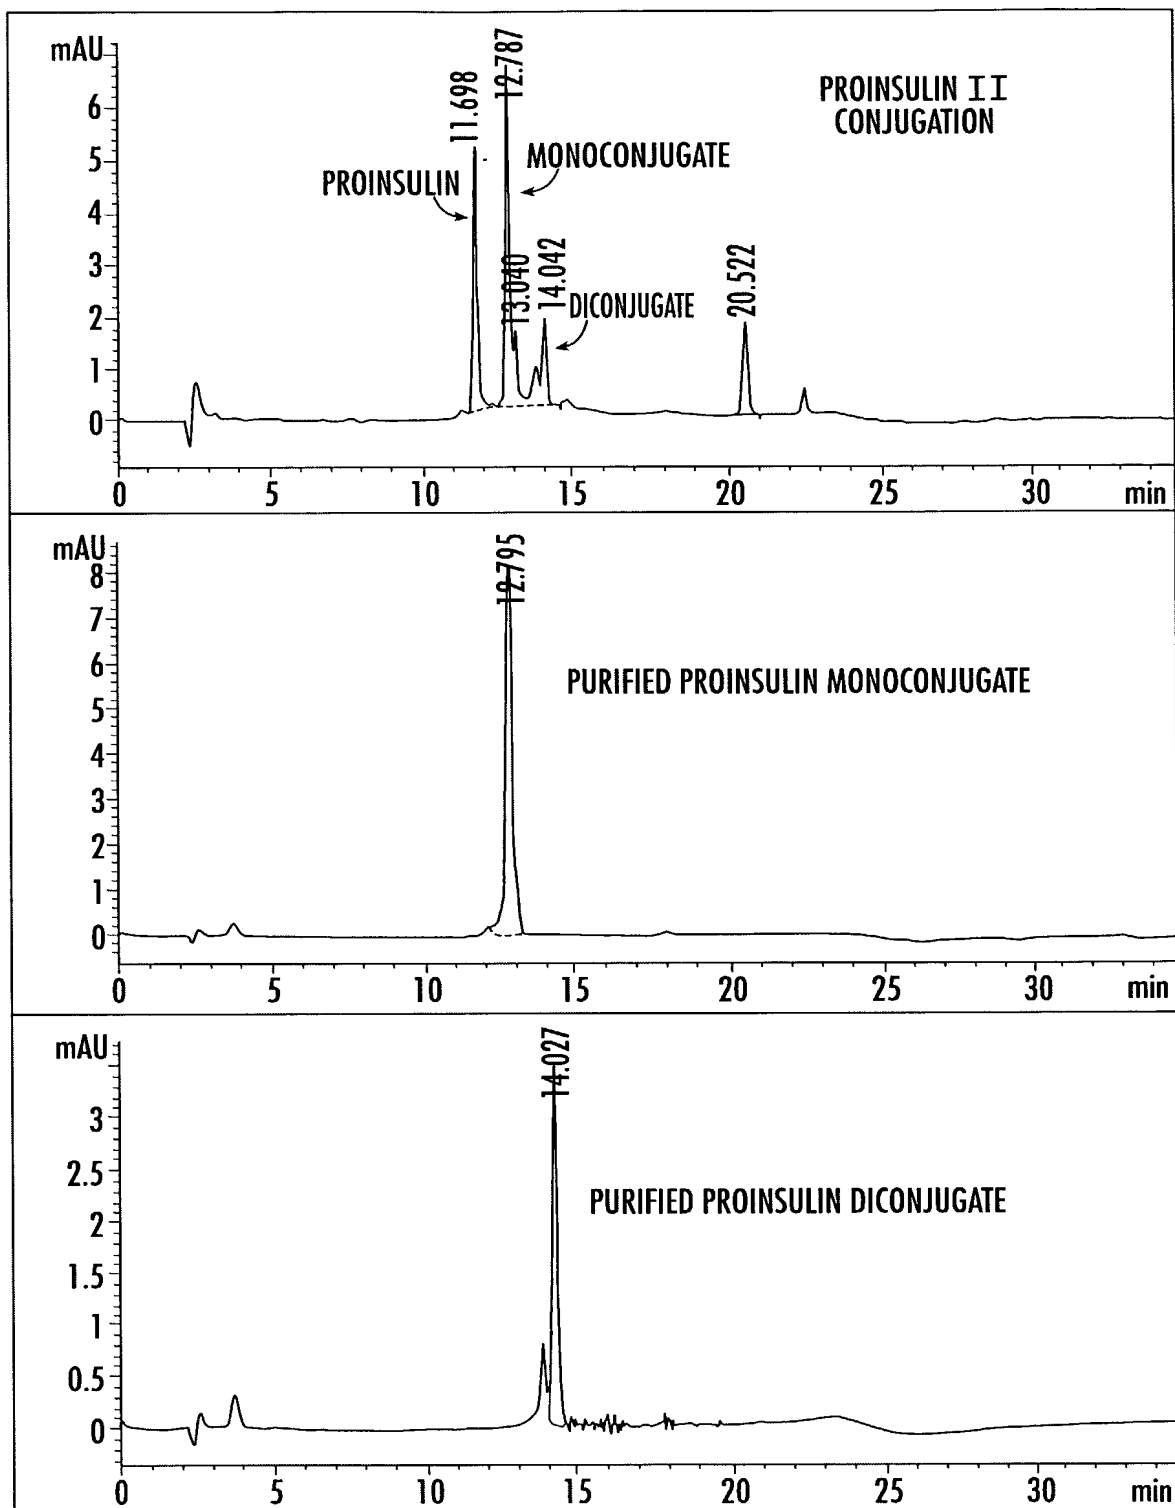 mAU
6
5
4
3
2
1
0
11.698
12.787
13.040
14.042
20.522
PROINSULIN II
CONJUGATION
PROINSULIN
MONOCONJUGATE
DICONJUGATE
0 5 10 15 20 25 30 min
mAU
8
7
6
5
4
3
2
1
0
12.795
PURIFIED PROINSULIN MONOCONJUGATE
0 5 10 15 20 25 30 min
mAU
3
2.5
2
1.5
1
0.5
0
14.027
PURIFIED PROINSULIN DICONJUGATE
0 5 10 15 20 25 30 min